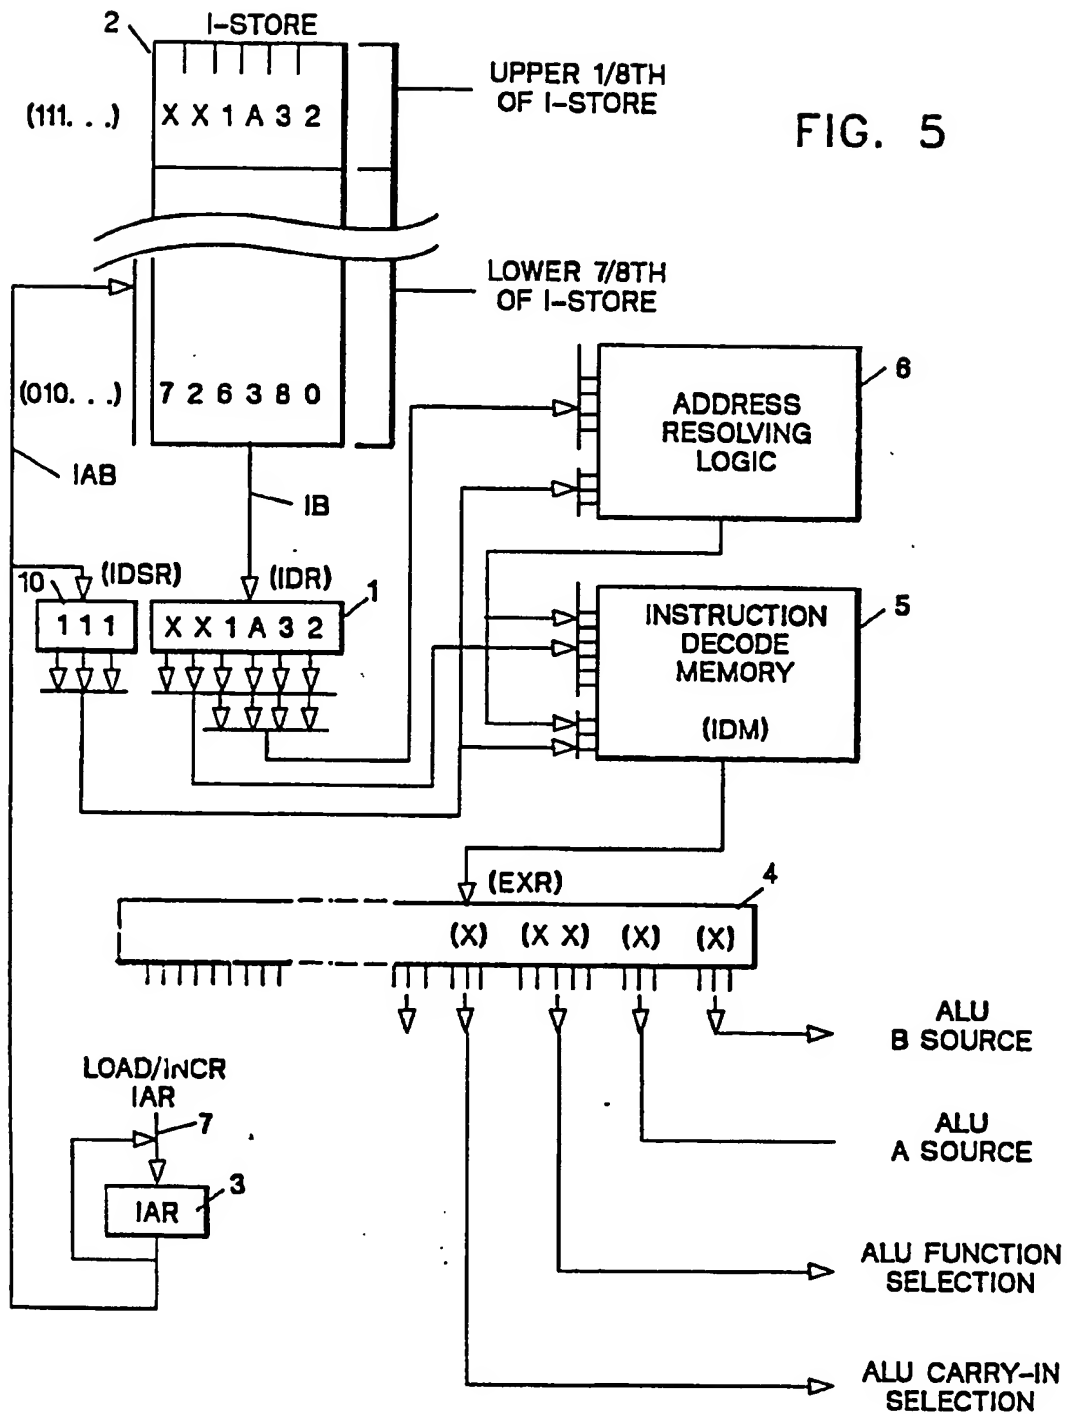 2
I-STORE
(111. . .)
X X 1 A 3 2
UPPER 1/8TH
OF I-STORE
FIG. 5
LOWER 7/8TH
OF I-STORE
(010. . .)
7 2 6 3 8 0
IAB
IB
ADDRESS
RESOLVING
LOGIC
6
10
(IDSR)
(IDR)
1
1 1 1
X X 1 A 3 2
INSTRUCTION
DECODE
MEMORY
(IDM)
5
(EXR)
4
(X)
(X X)
(X)
(X)
ALU
B SOURCE
LOAD/INCR
IAR
7
ALU
A SOURCE
3
IAR
ALU FUNCTION
SELECTION
ALU CARRY-IN
SELECTION